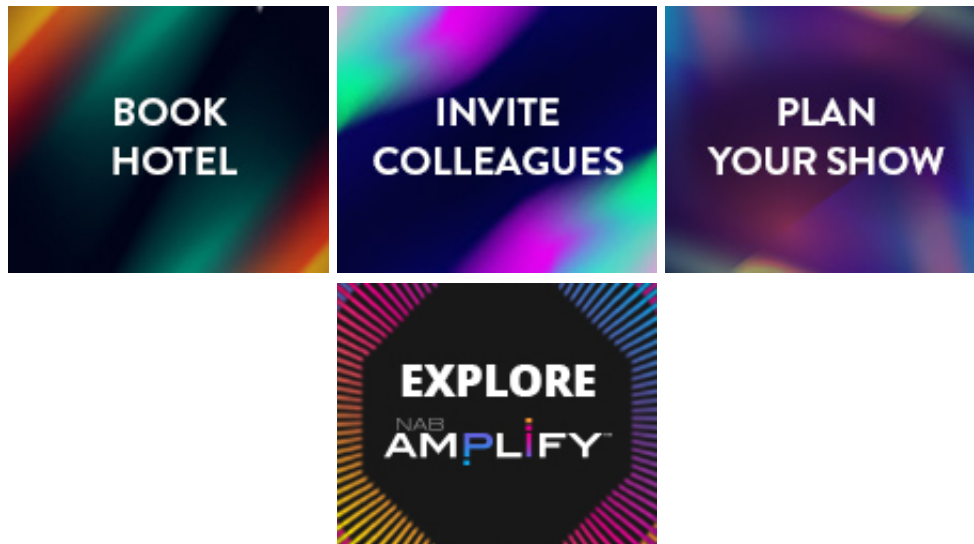 BOOK
HOTEL
INVITE
COLLEAGUES
PLAN
YOUR SHOW
EXPLORE
NAB
AMPLIFY™